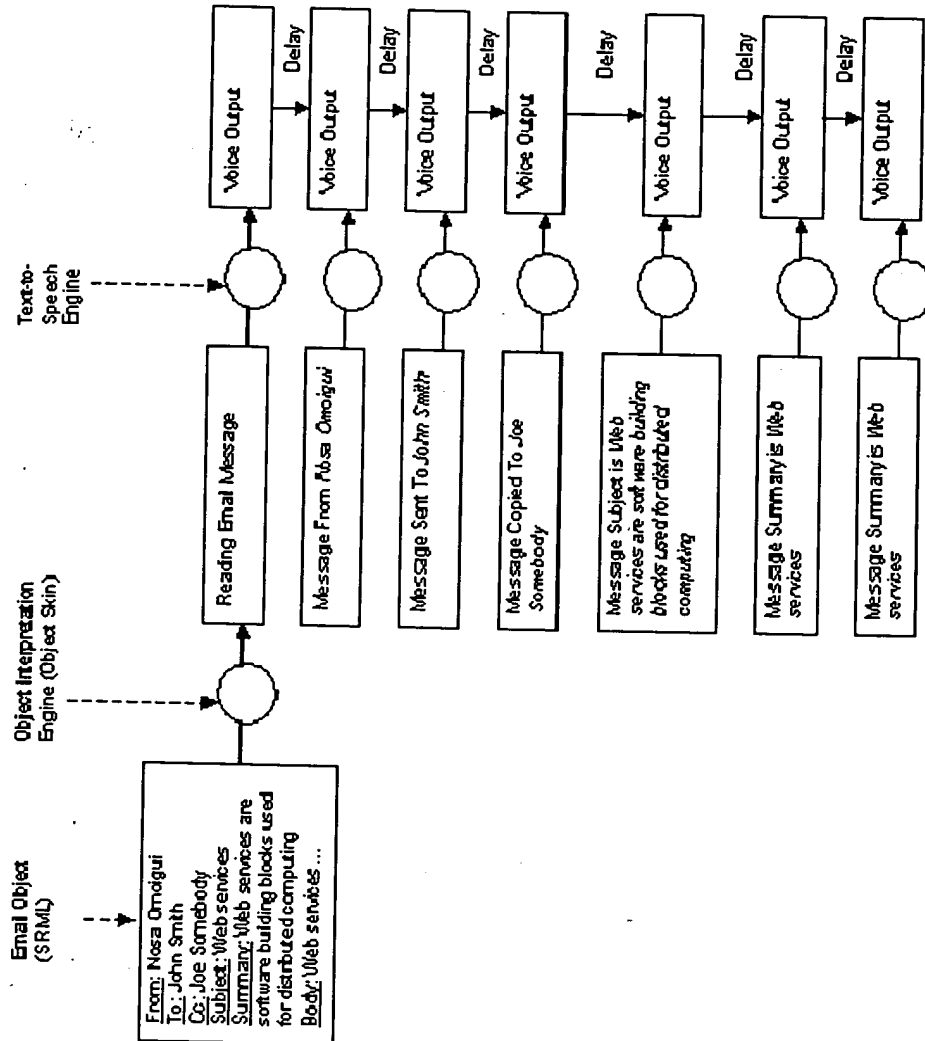 Email Object
(SRML)
From: Nosa Omoigui
To: John Smith
Cc: Joe Somebody
Subject: Web services
Summary: Web services are
software building blocks used
for distributed computing
Body: Web services ...
Object Interpretation
Engine (Object Skin)
Reading Email Message
Message From Nosa Omoigui
Message Sent To John Smith
Message Copied To Joe
Somebody
Message Subject is Web
services are software building
blocks used for distributed
computing
Message Summary is Web
services
Message Summary is Web
services
Text-to-
Speech
Engine
Voice Output
Delay
Voice Output
Delay
Voice Output
Delay
Voice Output
Delay
Voice Output
Delay
Voice Output
Delay
Voice Output